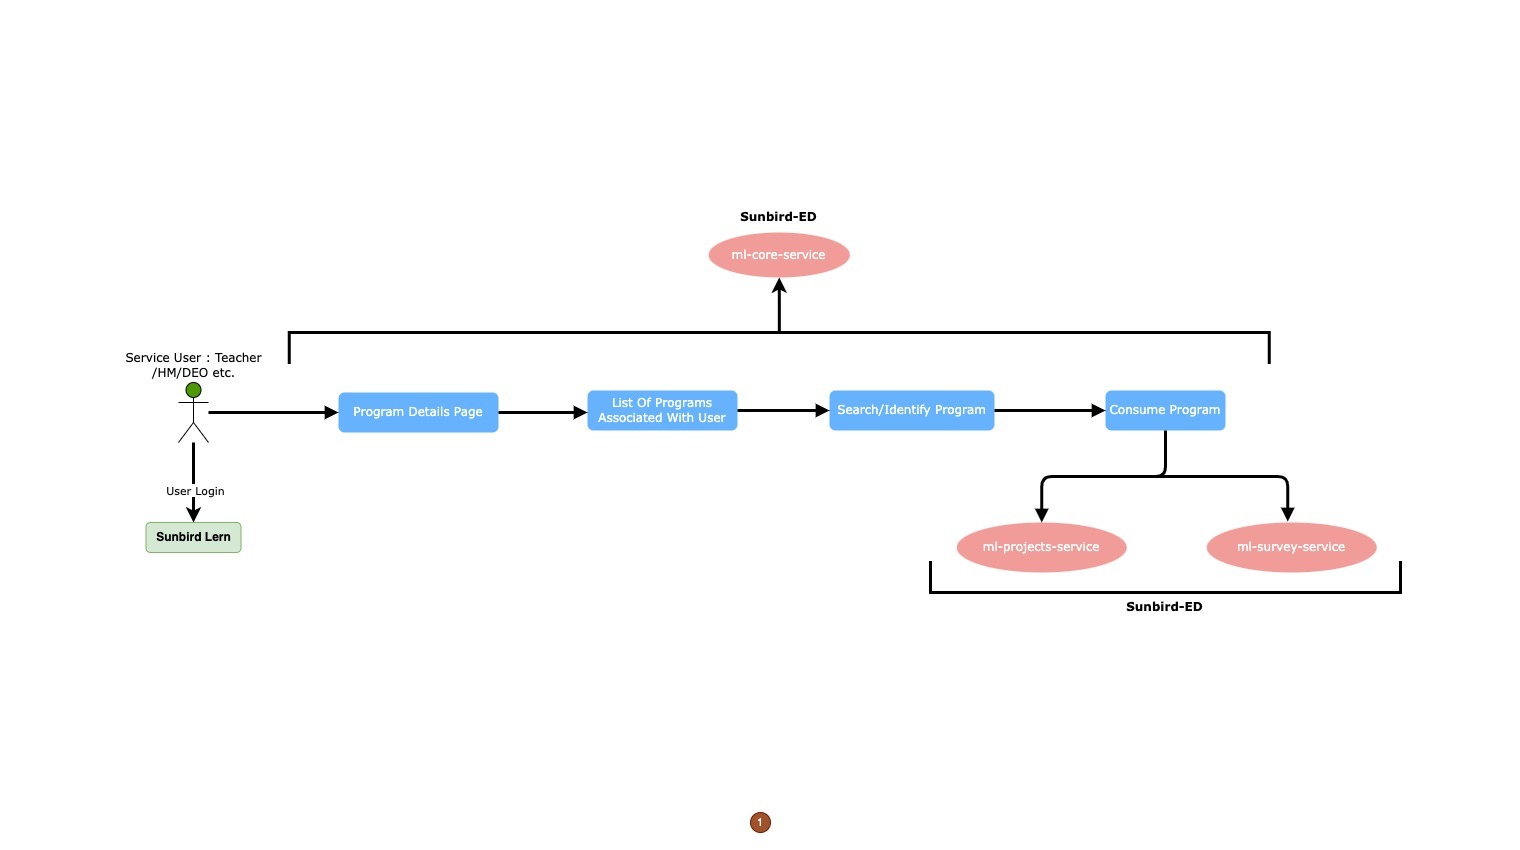 Sunbird-ED
ml-core-service
Service User : Teacher
/HM/DEO etc.
Program Details Page
List Of Programs
Associated With User
Search/Identify Program
Consume Program
User Login
Sunbird Lern
ml-projects-service
ml-survey-service
Sunbird-ED
1